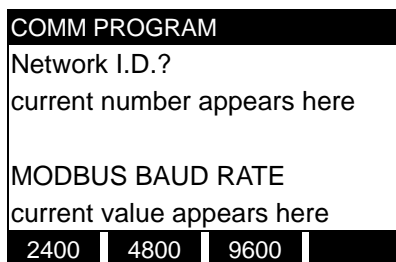 COMM PROGRAM
Network I.D.?
current number appears here
MODBUS BAUD RATE
current value appears here
2400 4800 9600